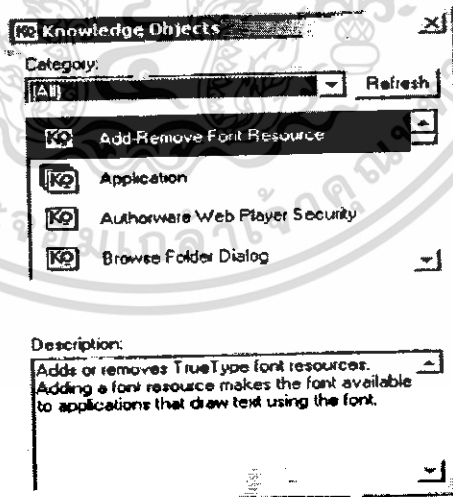 KO Knowledge Objects
Category:
(All)
Refresh
KO Add-Remove Font Resource
KO Application
KO Authorware Web Player Security
KO Browse Folder Dialog
Description:
Adds or removes TrueType font resources.
Adding a font resource makes the font available
to applications that draw text using the font.